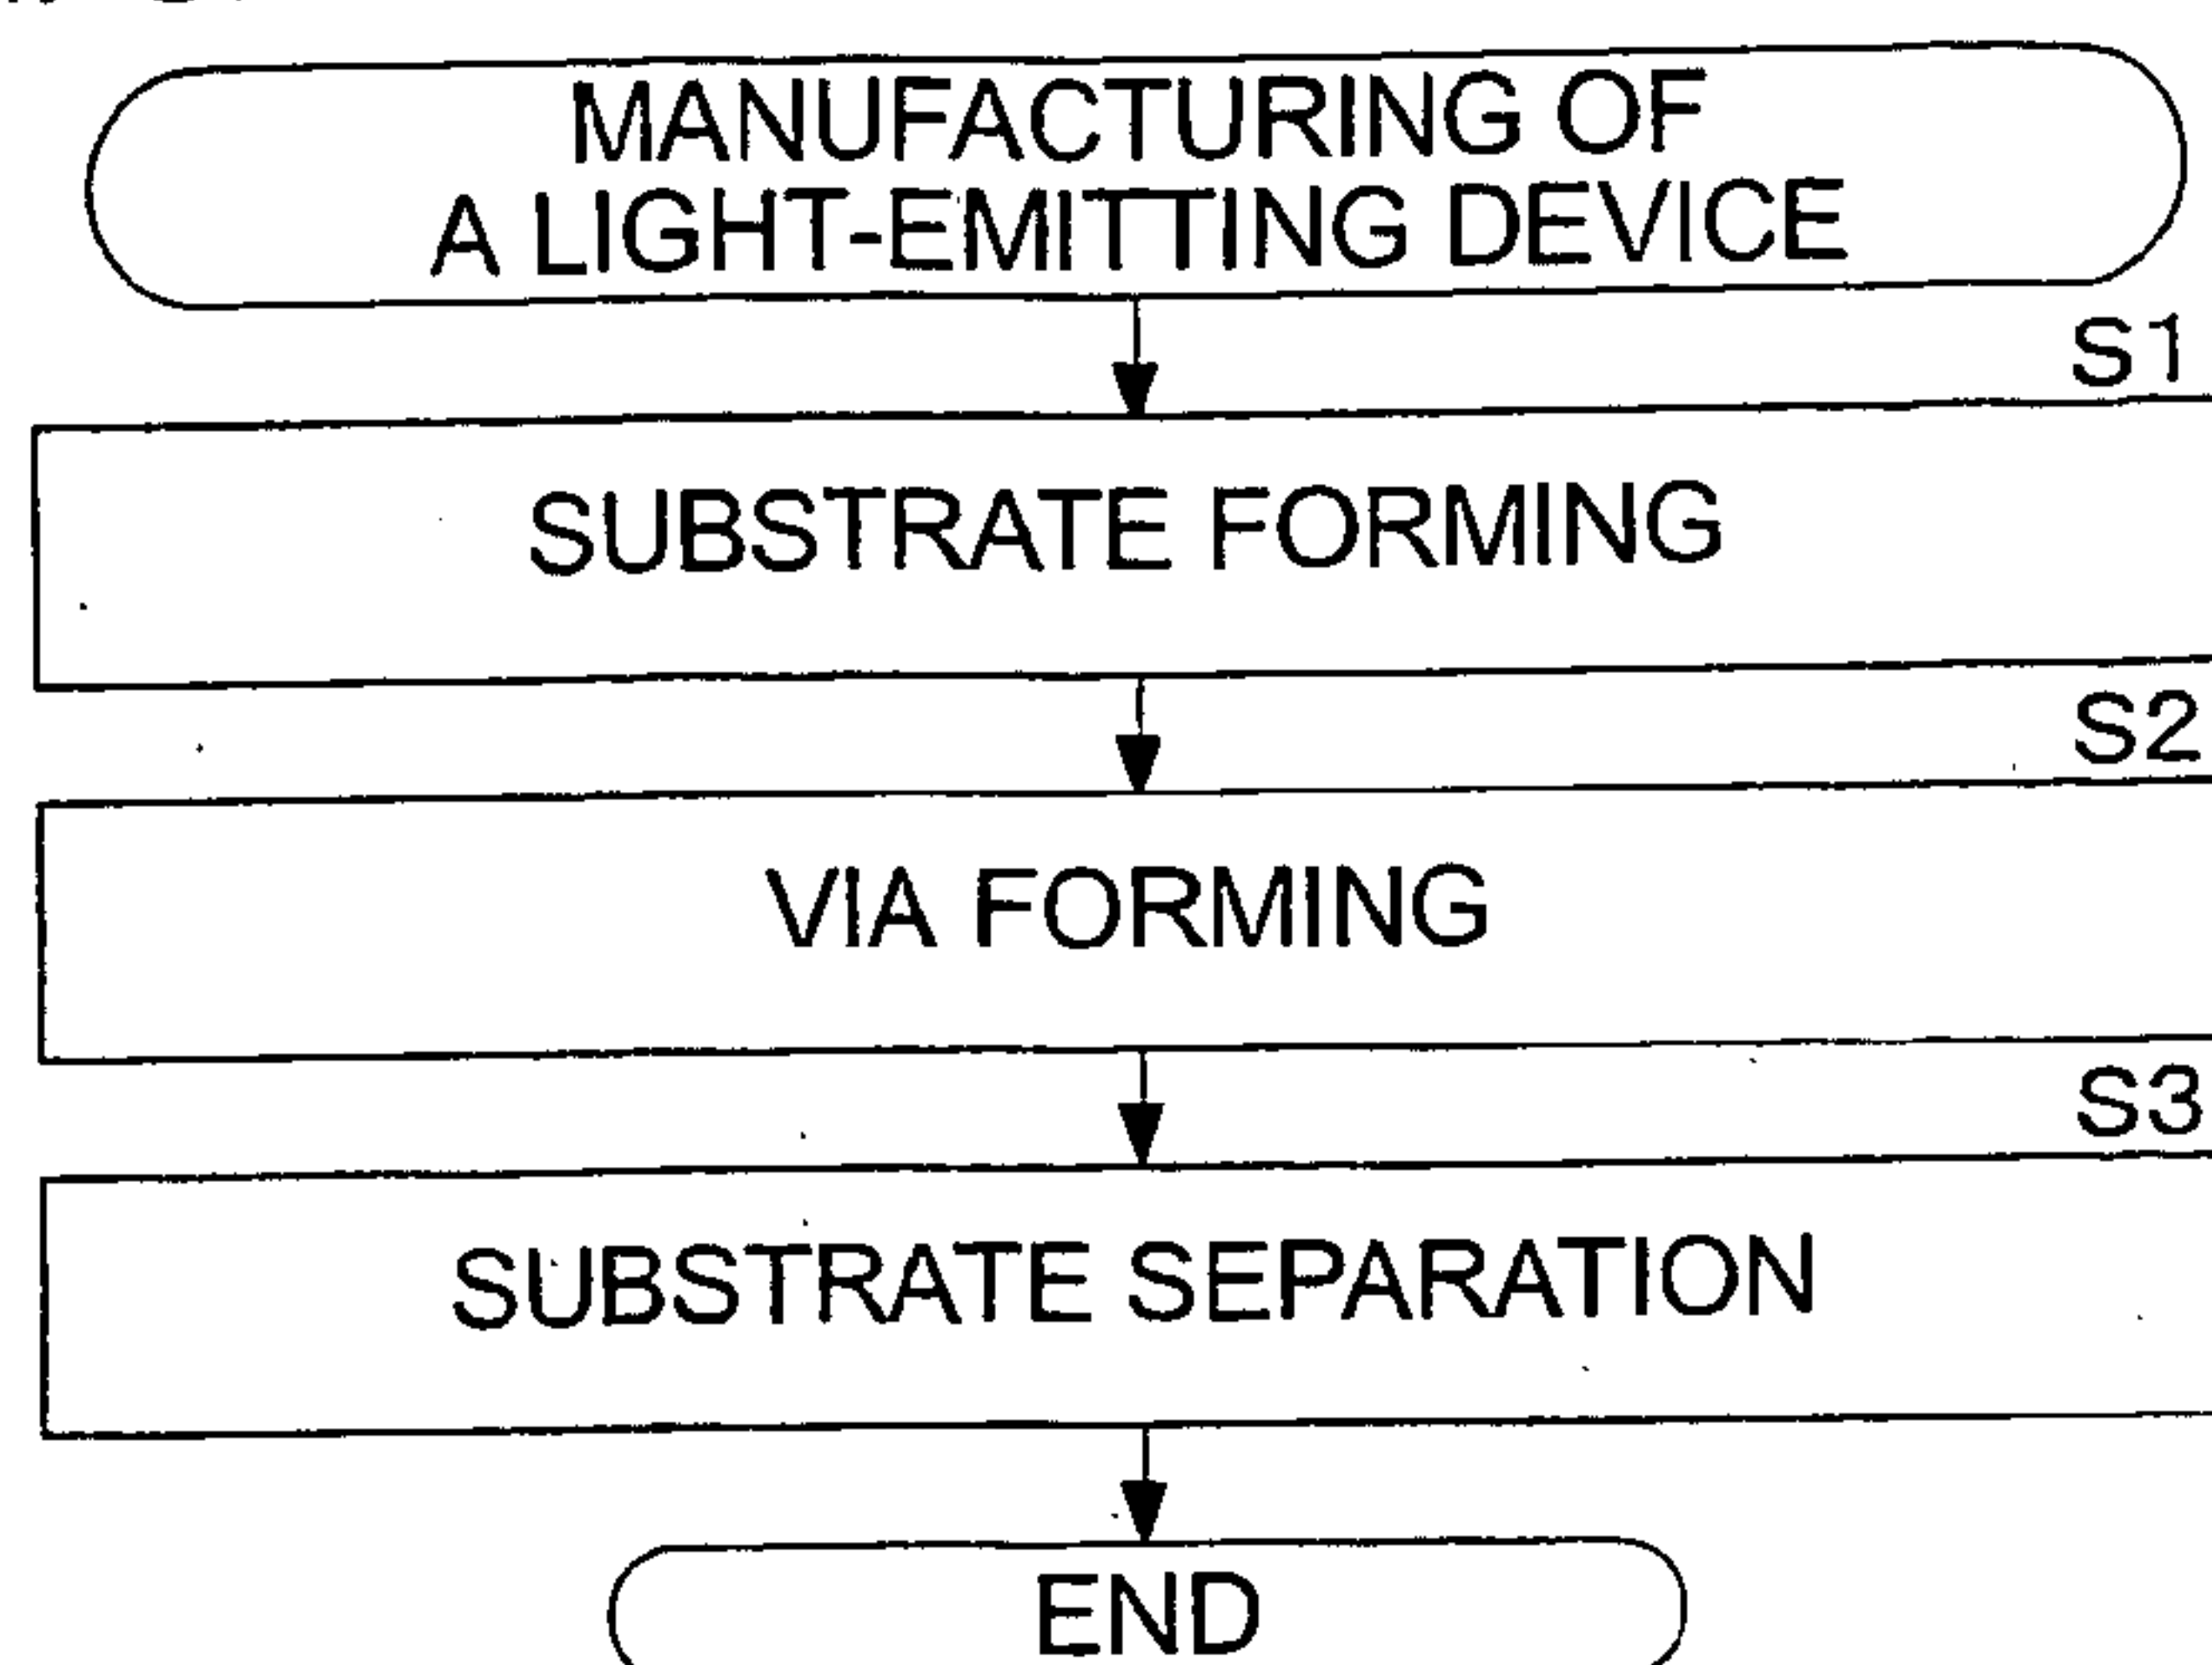 MANUFACTURING OF
A LIGHT-EMITTING DEVICE
S1
SUBSTRATE FORMING
S2
VIA FORMING
S3
SUBSTRATE SEPARATION
END